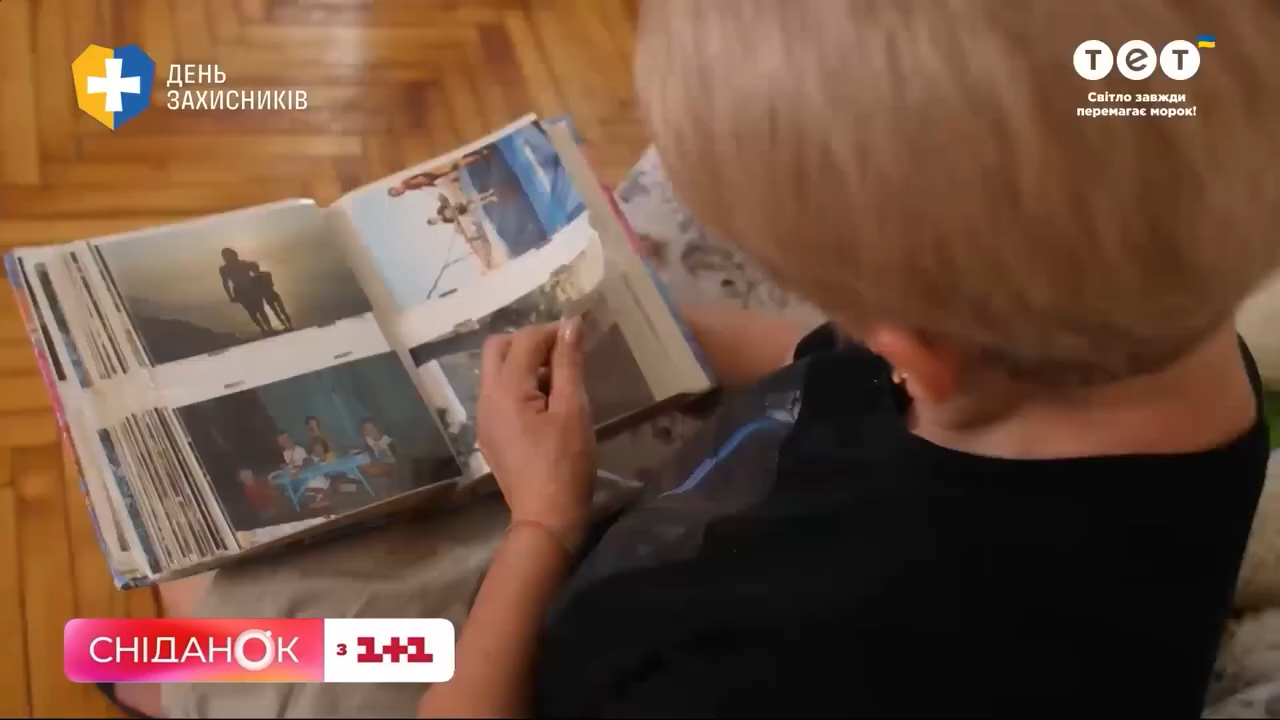 ДЕНЬ
ЗАХИСНИКІВ
ТЕТ
Світло завжди
перемагає морок!
СНІДАНОК З 1+1